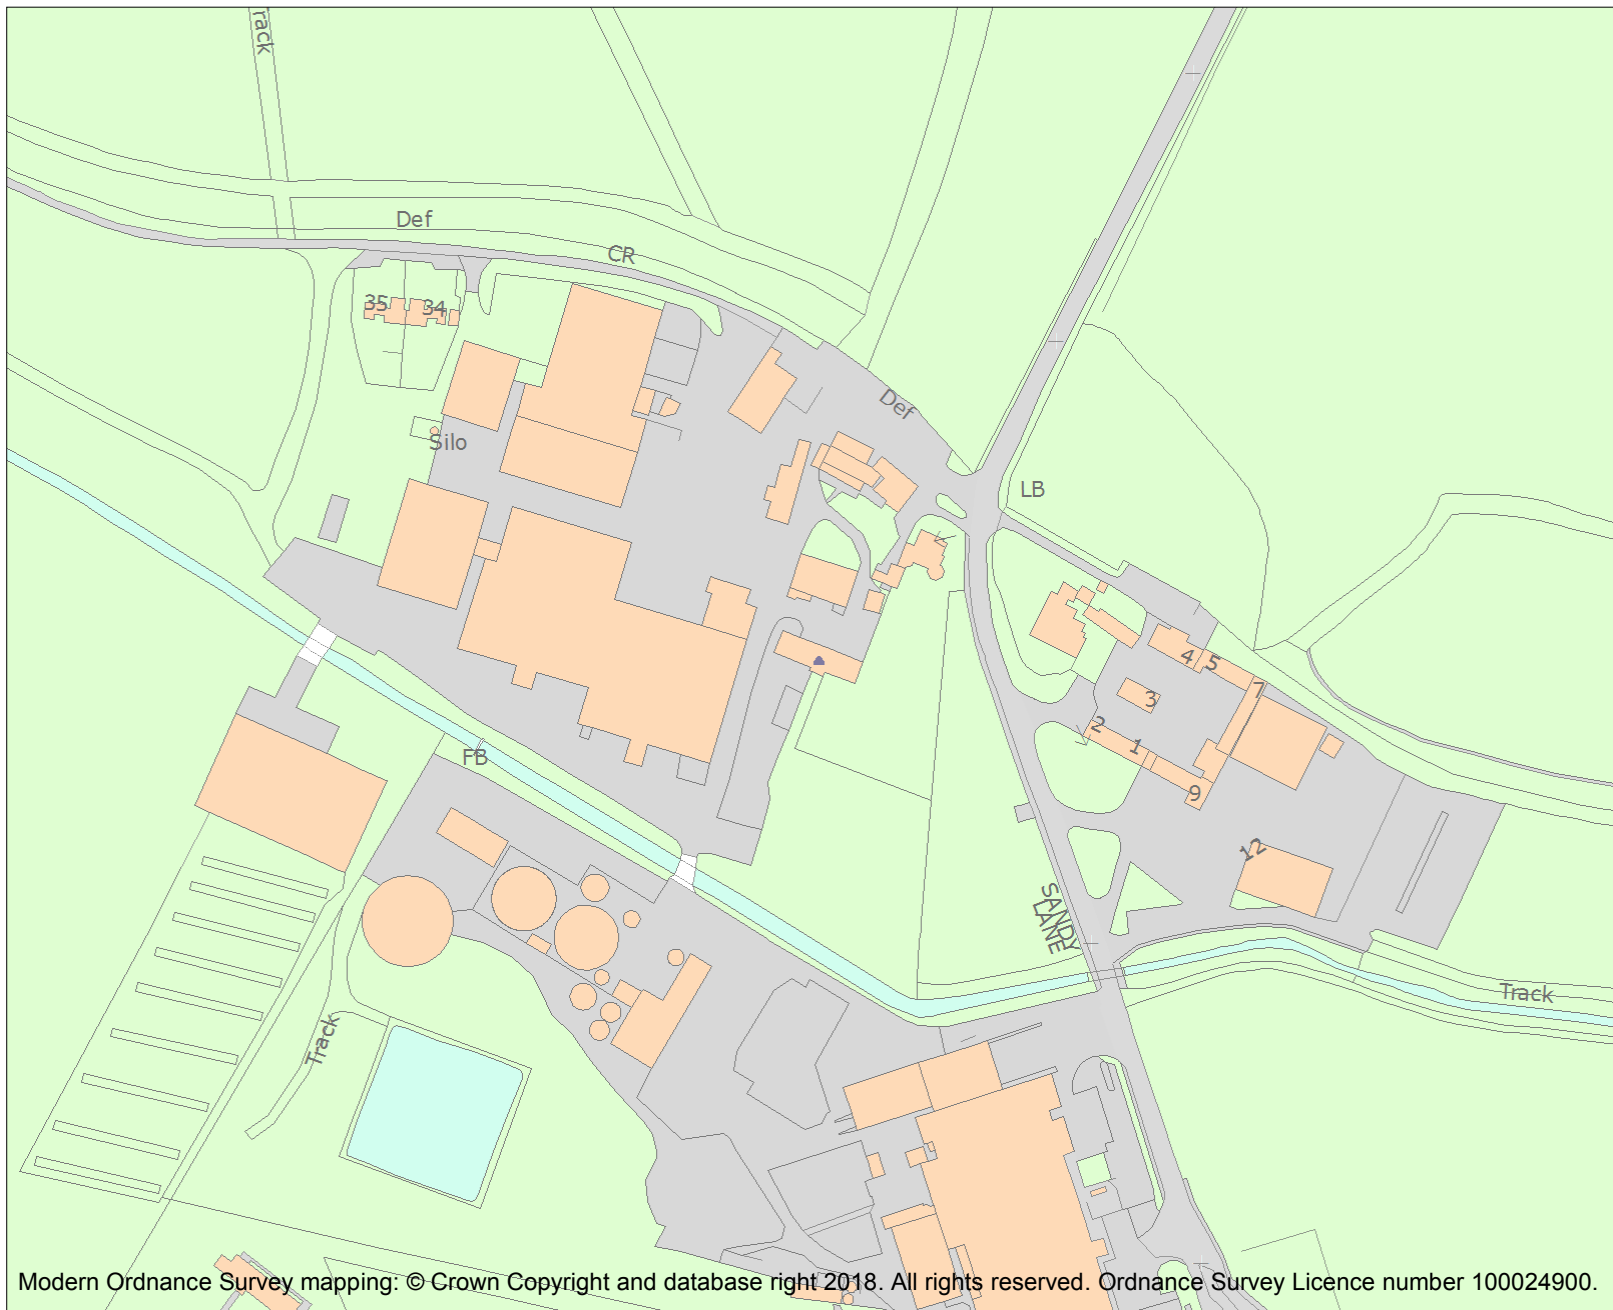 rack
Def
CR
35
34
Def
Silo
LB
4
5
7
3
2
1
9
FB
12
SANDY
LANE
Track
Track
Modern Ordnance Survey mapping: © Crown Copyright and database right 2018. All rights reserved. Ordnance Survey Licence number 100024900.